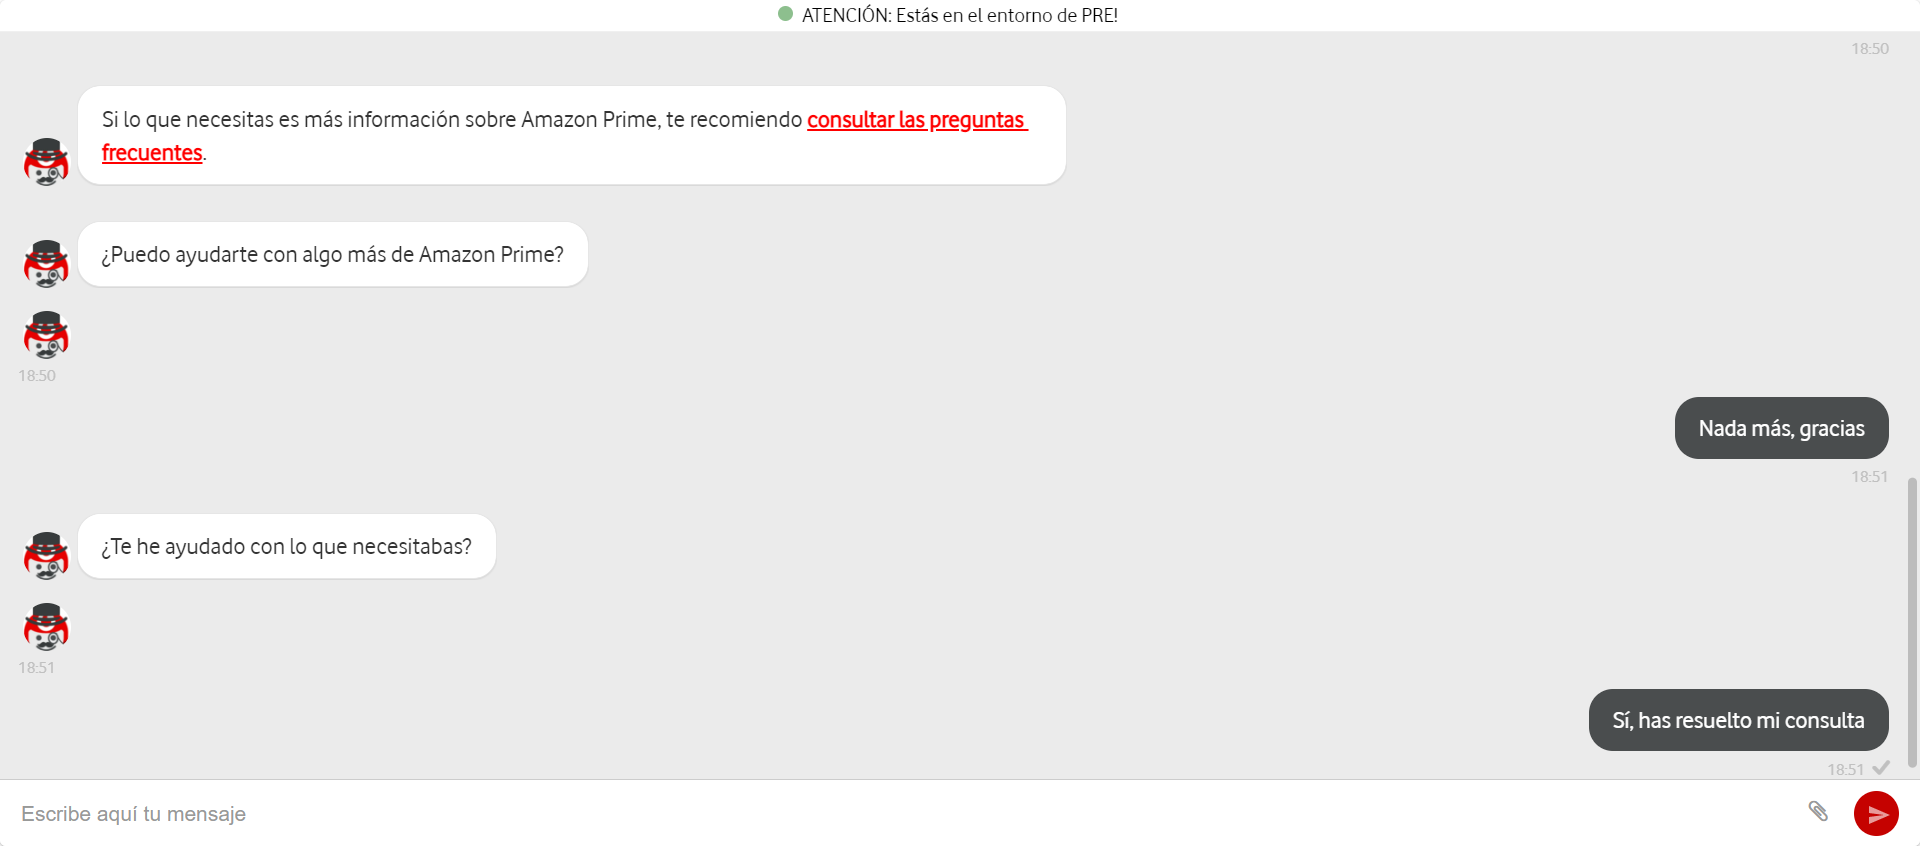 ATENCIÓN: Estás en el entorno de PRE!
18:50
Si lo que necesitas es más información sobre Amazon Prime, te recomiendo consultar las preguntas
frecuentes.
¿Puedo ayudarte con algo más de Amazon Prime?
18:50
Nada más, gracias
18:51
¿Te he ayudado con lo que necesitabas?
18:51
Sí, has resuelto mi consulta
18:51
Escribe aquí tu mensaje